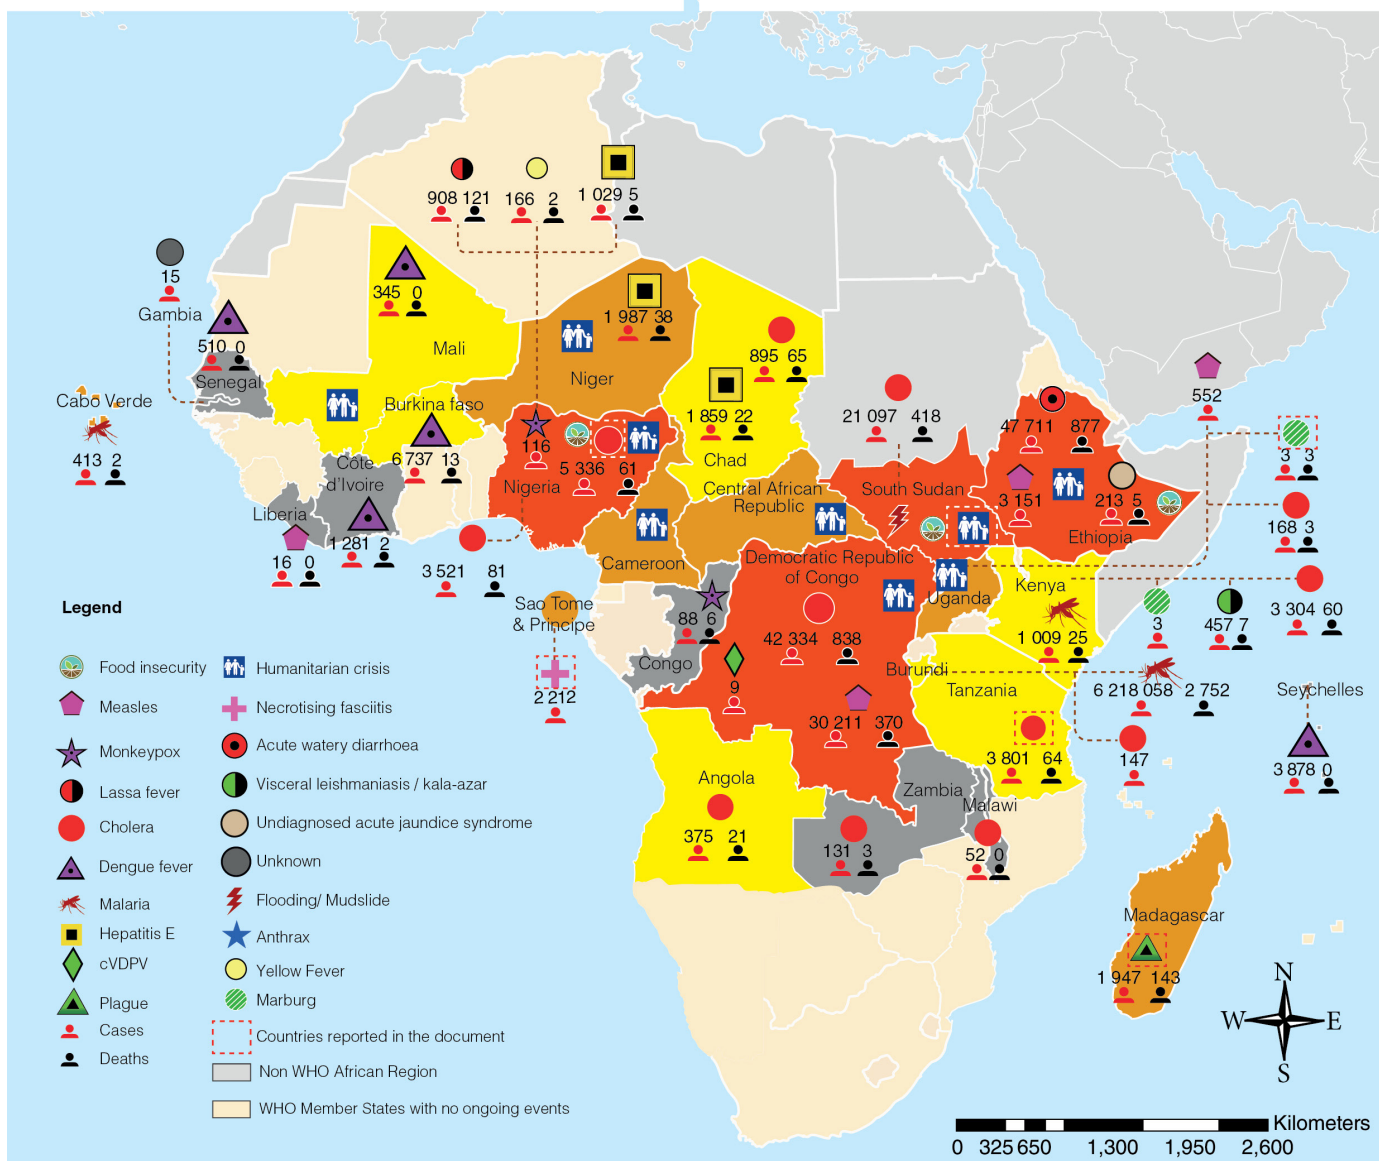 908 121
166 2
1 029 5
15
Gambia
345 0
510 0
Senegal
Mali
1 987 38
Niger
895 65
1 859 22
Chad
552
Cabo Verde
413 2
Burkina faso
6 737 13
Côte
d'Ivoire
1 281 2
Liberia
16 0
116
5 336 61
Nigeria
3 521 81
21 097 418
South Sudan
47 711 877
3 151
213 5
Ethiopia
3 3
168 3
Central African
Republic
Cameroon
Democratic Republic
of Congo
42 334 838
9
30 211 370
Uganda
Kenya
1 009 25
3
457 7
3 304 60
Sao Tome
& Principe
2 212
88 6
Congo
Burundi
Tanzania
6 218 058 2 752
3 801 64
147
Seychelles
3 878 0
Angola
375 21
Zambia
131 3
Malawi
52 0
Madagascar
1 947 143
Legend
Food insecurity
Measles
Monkeypox
Lassa fever
Cholera
Dengue fever
Malaria
Hepatitis E
cVDPV
Plague
Cases
Deaths
Humanitarian crisis
Necrotising fasciitis
Acute watery diarrhoea
Visceral leishmaniasis / kala-azar
Undiagnosed acute jaundice syndrome
Unknown
Flooding/ Mudslide
Anthrax
Yellow Fever
Marburg
Countries reported in the document
Non WHO African Region
WHO Member States with no ongoing events
N
W E
S
Kilometers
0 325 650 1,300 1,950 2,600